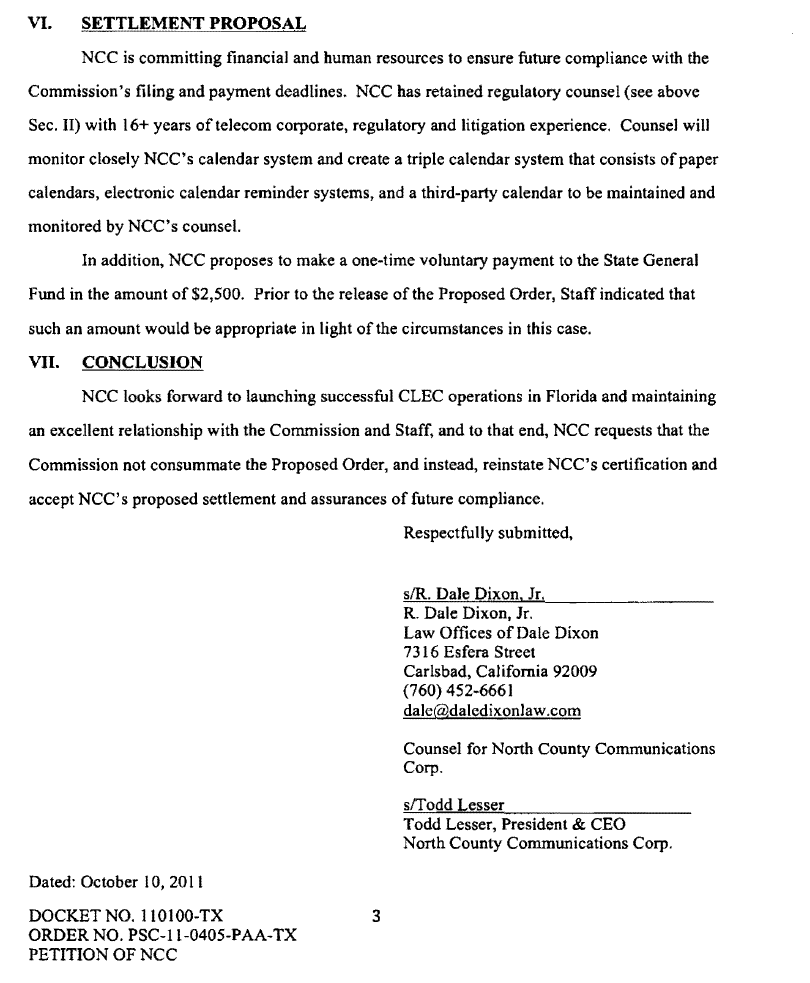 VI. SETTLEMENT PROPOSAL
NCC is committing financial and human resources to ensure future compliance with the
Commission's filing and payment deadlines. NCC has retained regulatory counsel (see above
Sec. II) with 16+ years of telecom corporate, regulatory and litigation experience. Counsel will
monitor closely NCC's calendar system and create a triple calendar system that consists of paper
calendars, electronic calendar reminder systems, and a third-party calendar to be maintained and
monitored by NCC's counsel.
In addition, NCC proposes to make a one-time voluntary payment to the State General
Fund in the amount of $2,500. Prior to the release of the Proposed Order, Staff indicated that
such an amount would be appropriate in light of the circumstances in this case.
VII. CONCLUSION
NCC looks forward to launching successful CLEC operations in Florida and maintaining
an excellent relationship with the Commission and Staff, and to that end, NCC requests that the
Commission not consummate the Proposed Order, and instead, reinstate NCC's certification and
accept NCC's proposed settlement and assurances of future compliance.
Respectfully submitted,
s/R. Dale Dixon, Jr.
R. Dale Dixon, Jr.
Law Offices of Dale Dixon
7316 Esfera Street
Carlsbad, California 92009
(760) 452-6661
dale@daledixonlaw.com
Counsel for North County Communications
Corp.
s/Todd Lesser
Todd Lesser, President & CEO
North County Communications Corp.
Dated: October 10, 2011
DOCKET NO. 110100-TX 3
ORDER NO. PSC-11-0405-PAA-TX
PETITION OF NCC